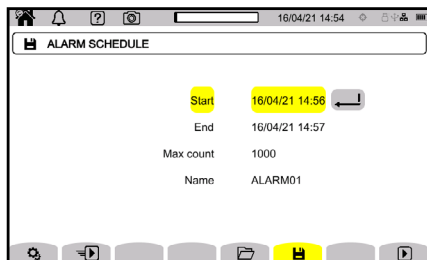 16/04/21 14:54
ALARM SCHEDULE
Start 16/04/21 14:56
End 16/04/21 14:57
Max count 1000
Name ALARM01